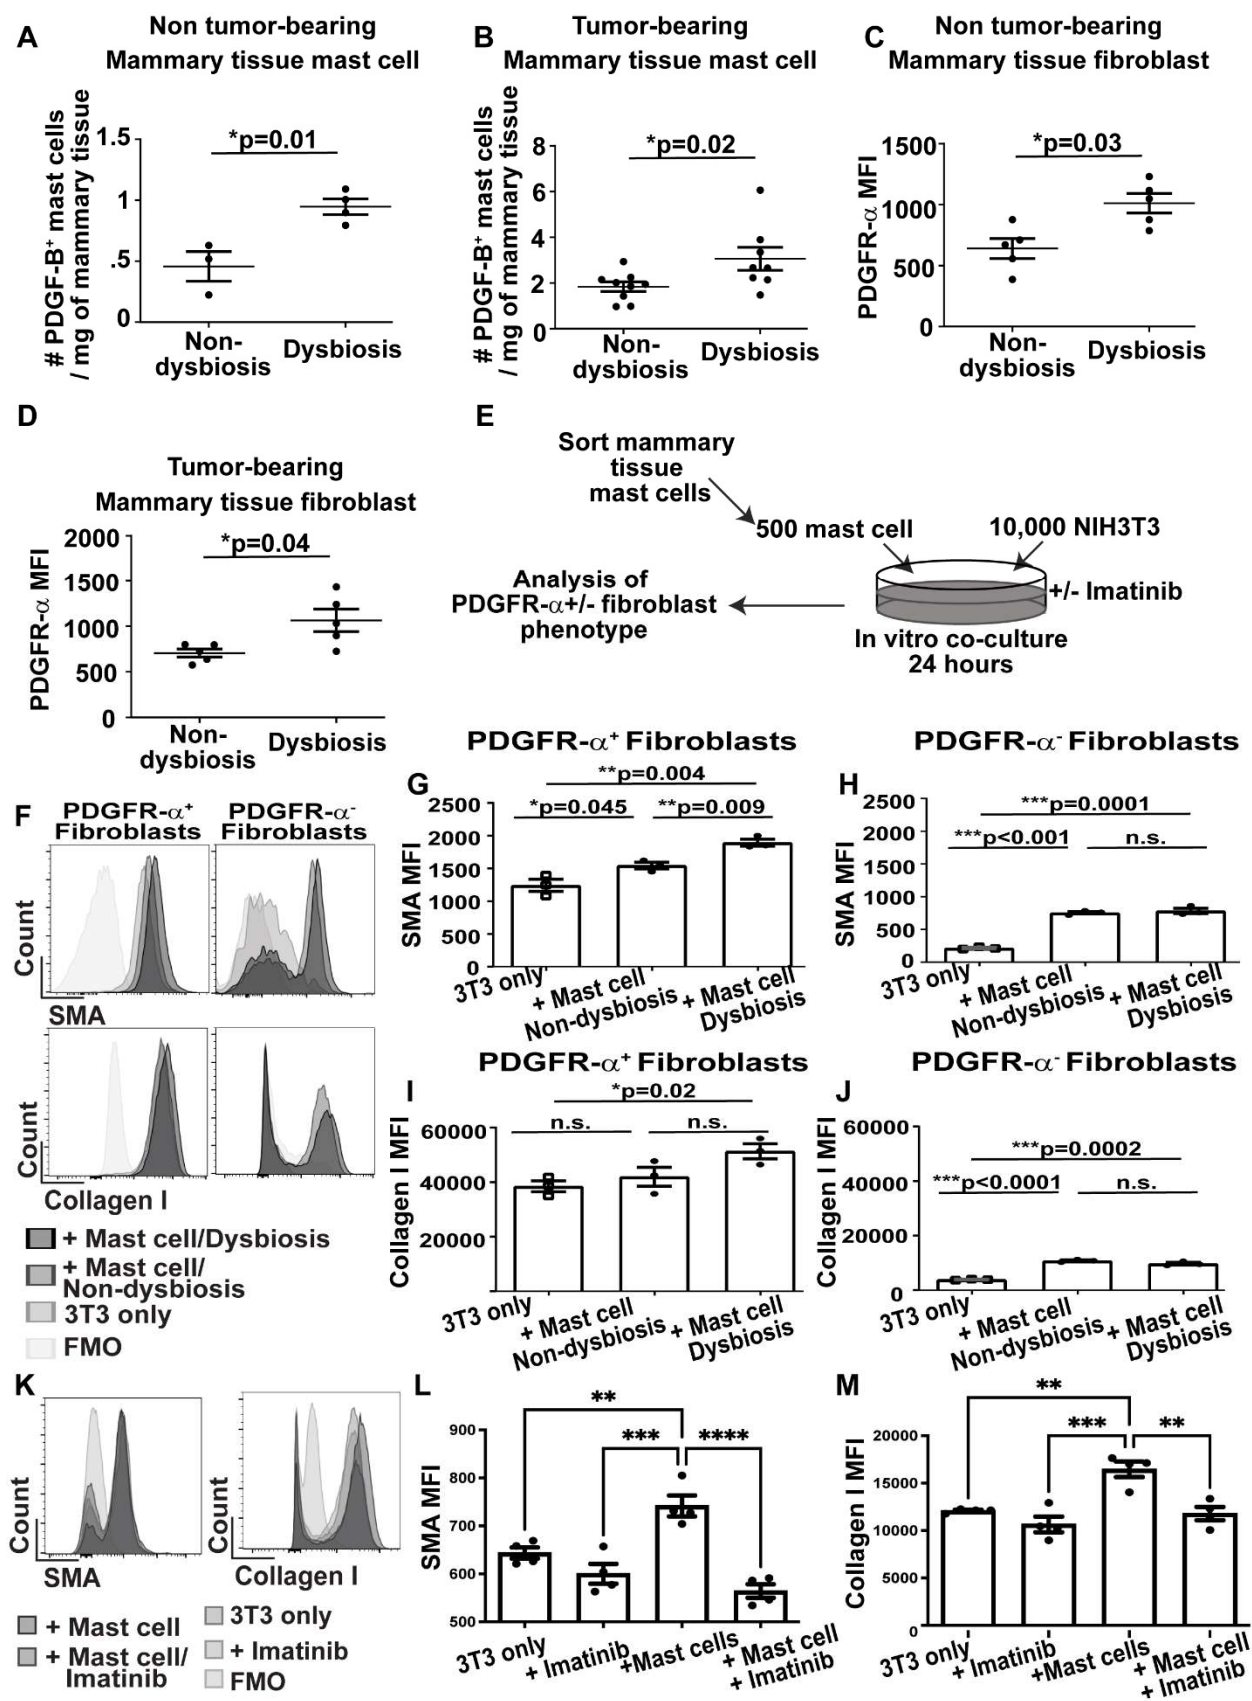 A
Non tumor-bearing
Mammary tissue mast cell
# PDGF-B+ mast cells
/ mg of mammary tissue
1.5
1
.5
0
*p=0.01
Non-
dysbiosis
Dysbiosis
B
Tumor-bearing
Mammary tissue mast cell
# PDGF-B+ mast cells
/ mg of mammary tissue
8
6
4
2
0
*p=0.02
Non-
dysbiosis
Dysbiosis
C
Non tumor-bearing
Mammary tissue fibroblast
PDGFR-α MFI
1500
1000
500
0
*p=0.03
Non-
dysbiosis
Dysbiosis
D
Tumor-bearing
Mammary tissue fibroblast
PDGFR-α MFI
2000
1500
1000
500
0
*p=0.04
Non-
dysbiosis
Dysbiosis
E
Sort mammary
tissue
mast cells
500 mast cell
10,000 NIH3T3
+/- Imatinib
In vitro co-culture
24 hours
Analysis of
PDGFR-α+/- fibroblast
phenotype
F
PDGFR-α+
Fibroblasts
PDGFR-α-
Fibroblasts
Count
SMA
Count
Collagen I
+ Mast cell/Dysbiosis
+ Mast cell/
Non-dysbiosis
3T3 only
FMO
G
PDGFR-α+ Fibroblasts
SMA MFI
2500
2000
1500
1000
500
0
**p=0.004
*p=0.045
**p=0.009
3T3 only
+ Mast cell
Non-dysbiosis
+ Mast cell
Dysbiosis
H
PDGFR-α- Fibroblasts
SMA MFI
2500
2000
1500
1000
500
0
***p=0.0001
***p<0.001
n.s.
3T3 only
+ Mast cell
Non-dysbiosis
+ Mast cell
Dysbiosis
I
PDGFR-α+ Fibroblasts
Collagen I MFI
60000
40000
20000
*p=0.02
n.s.
n.s.
3T3 only
+ Mast cell
Non-dysbiosis
+ Mast cell
Dysbiosis
J
PDGFR-α- Fibroblasts
Collagen I MFI
60000
40000
20000
0
***p=0.0002
***p<0.0001
n.s.
3T3 only
+ Mast cell
Non-dysbiosis
+ Mast cell
Dysbiosis
K
Count
SMA
Count
Collagen I
+ Mast cell
+ Mast cell/
Imatinib
3T3 only
+ Imatinib
FMO
L
SMA MFI
900
800
700
600
500
**
***
****
3T3 only
+ Imatinib
+Mast cells
+ Mast cell
+ Imatinib
M
Collagen I MFI
20000
15000
10000
5000
0
**
***
**
3T3 only
+ Imatinib
+Mast cells
+ Mast cell
+ Imatinib